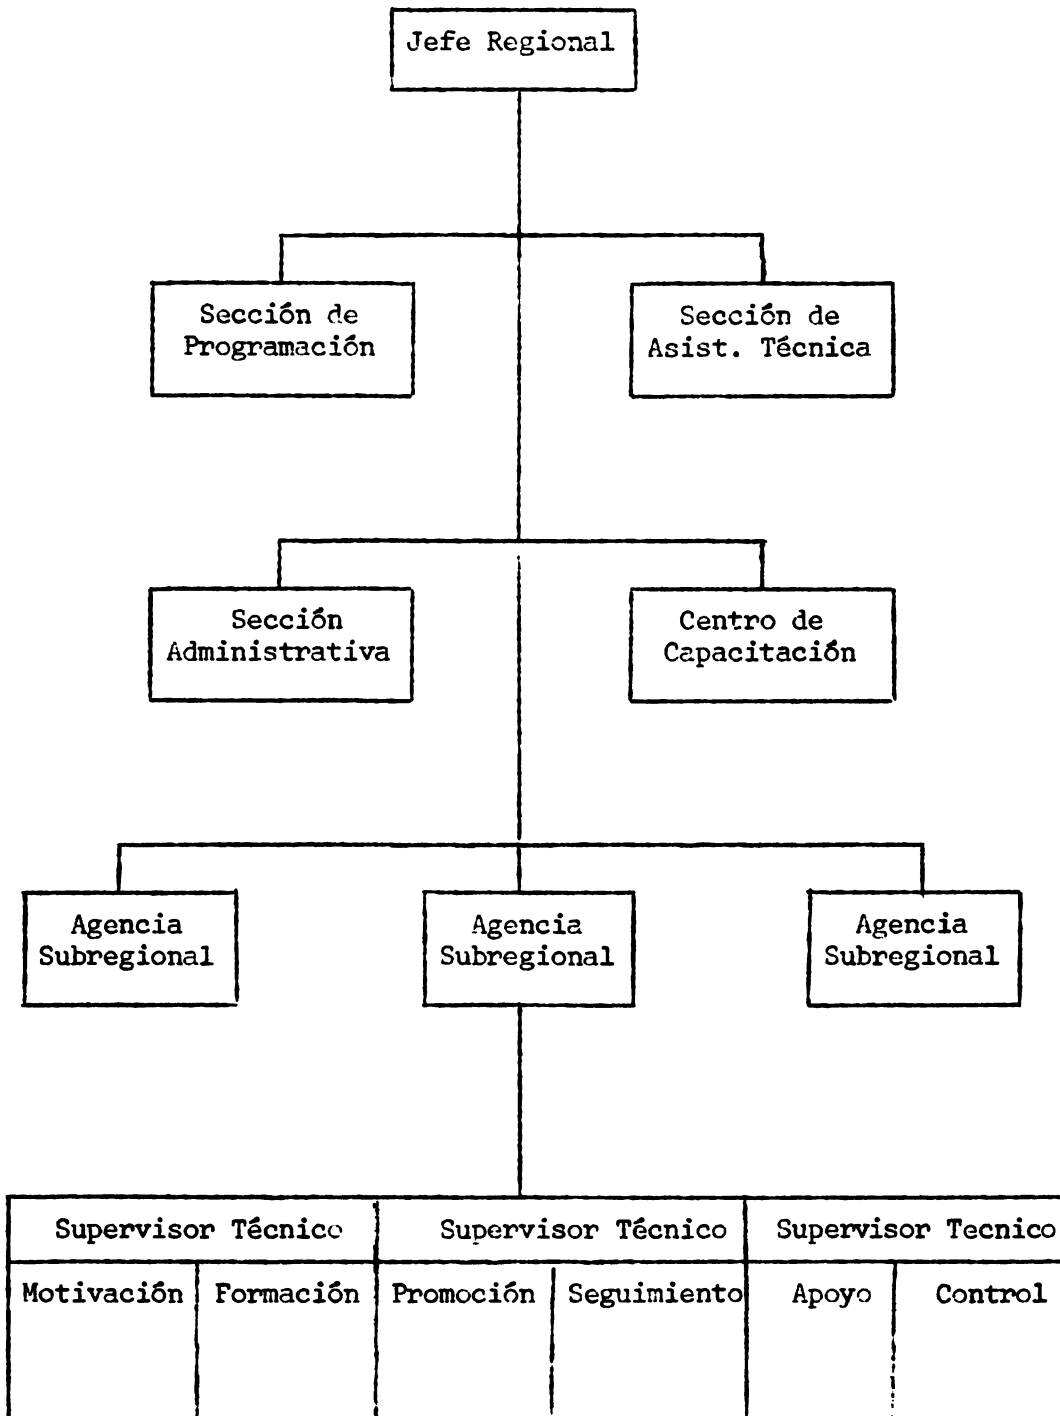 Jefe Regional
Sección de
Programación
Sección de
Asist. Técnica
Sección
Administrativa
Centro de
Capacitación
Agencia
Subregional
Agencia
Subregional
Agencia
Subregional
Supervisor Técnico
Supervisor Técnico
Supervisor Tecnico
Motivación
Formación
Promoción
Seguimiento
Apoyo
Control